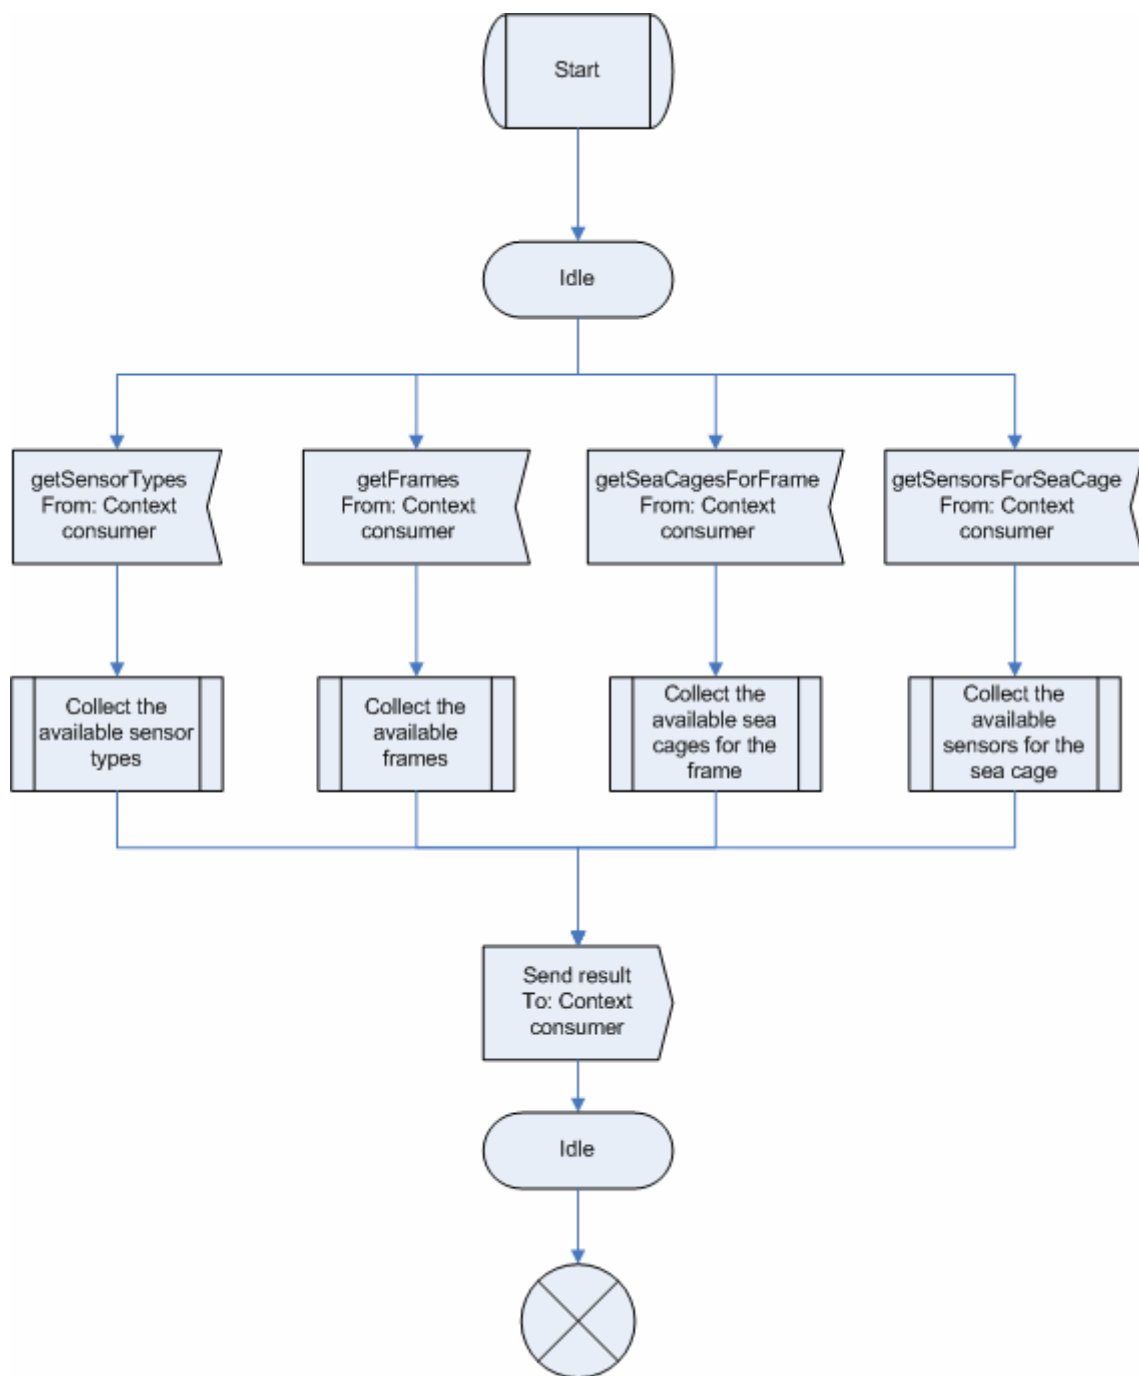 Start
Idle
getSensorTypes
From: Context
consumer
getFrames
From: Context
consumer
getSeaCagesForFrame
From: Context
consumer
getSensorsForSeaCage
From: Context
consumer
Collect the
available sensor
types
Collect the
available
frames
Collect the
available sea
cages for the
frame
Collect the
available
sensors for the
sea cage
Send result
To: Context
consumer
Idle